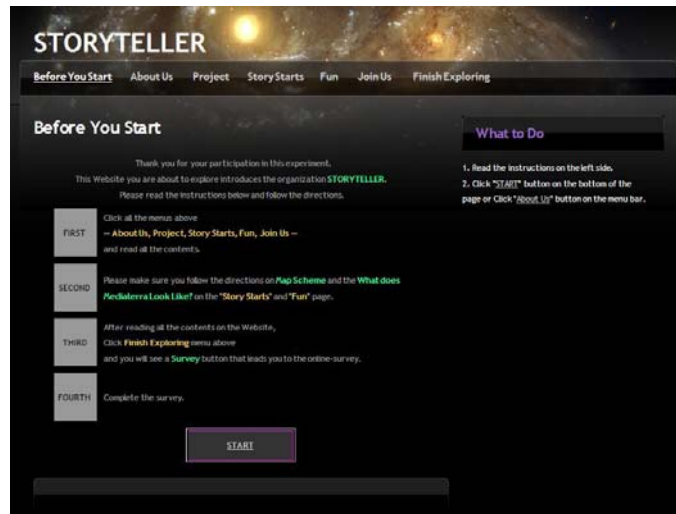 STORYTELLER
Before You Start About Us Project Story Starts Fun Join Us Finish Exploring
Before You Start
Thank you for your participation in this experiment.
This Website you are about to explore introduces the organization STORYTELLER.
Please read the instructions below and follow the directions.
FIRST
Click all the menus above
— About Us, Project, Story Starts, Fun, Join Us —
and read all the contents.
SECOND
Please make sure you follow the directions on Map Scheme and the What does
Mediaterra Look Like? on the "Story Starts" and "Fun" page.
THIRD
After reading all the contents on the Website,
Click Finish Exploring menu above
and you will see a Survey button that leads you to the online-survey.
FOURTH
Complete the survey.
START
What to Do
1. Read the instructions on the left side.
2. Click "START" button on the bottom of the
page or Click "About Us" button on the menu bar.